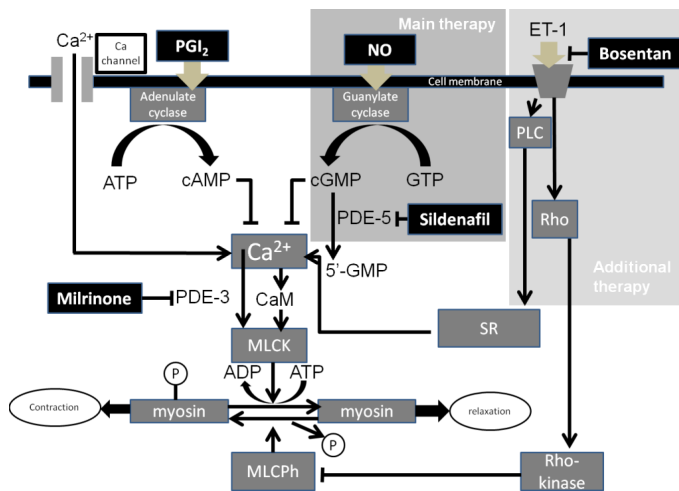 Main therapy
ET-1
Ca²⁺
Ca
channel
PGI₂
NO
Bosentan
Cell membrane
Adenulate
cyclase
Guanylate
cyclase
PLC
ATP
cAMP
cGMP
GTP
PDE-5
Sildenafil
Rho
Ca²⁺
5'-GMP
Additional
therapy
Milrinone
PDE-3
CaM
SR
MLCK
ADP
ATP
P
Contraction
myosin
myosin
relaxation
P
MLCPh
Rho-
kinase